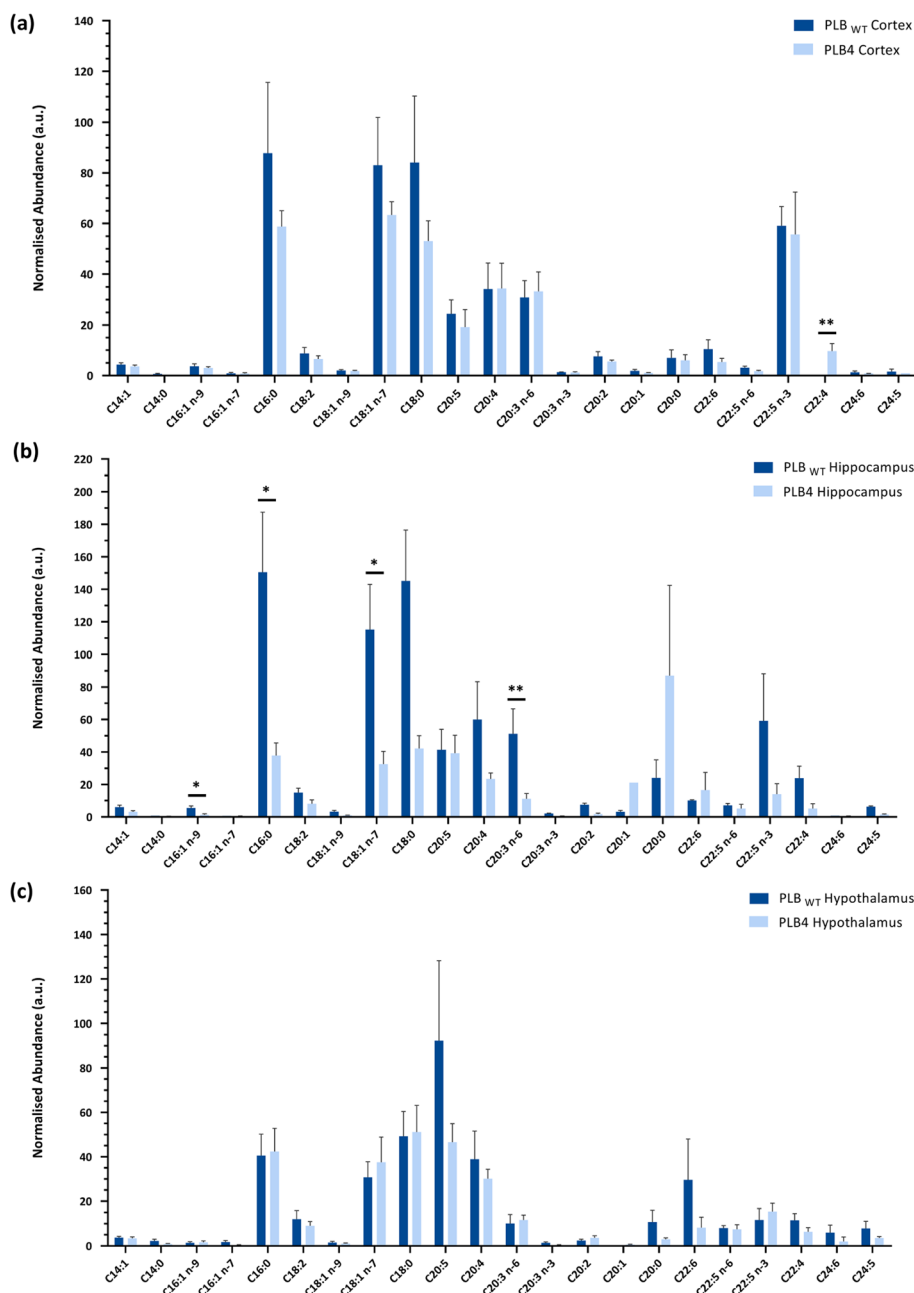 (a)
PLB WT Cortex
PLB4 Cortex
Normalised Abundance (a.u.)
140
120
100
80
60
40
20
0
**
C14:1
C14:0
C16:1 n-9
C16:1 n-7
C16:0
C18:2
C18:1 n-9
C18:1 n-7
C18:0
C20:5
C20:4
C20:3 n-6
C20:3 n-3
C20:2
C20:1
C20:0
C22:6
C22:5 n-6
C22:5 n-3
C22:4
C24:6
C24:5
(b)
PLB WT Hippocampus
PLB4 Hippocampus
Normalised Abundance (a.u.)
220
200
180
160
140
120
100
80
60
40
20
0
*
*
*
**
C14:1
C14:0
C16:1 n-9
C16:1 n-7
C16:0
C18:2
C18:1 n-9
C18:1 n-7
C18:0
C20:5
C20:4
C20:3 n-6
C20:3 n-3
C20:2
C20:1
C20:0
C22:6
C22:5 n-6
C22:5 n-3
C22:4
C24:6
C24:5
(c)
PLB WT Hypothalamus
PLB4 Hypothalamus
Normalised Abundance (a.u.)
160
140
120
100
80
60
40
20
0
C14:1
C14:0
C16:1 n-9
C16:1 n-7
C16:0
C18:2
C18:1 n-9
C18:1 n-7
C18:0
C20:5
C20:4
C20:3 n-6
C20:3 n-3
C20:2
C20:1
C20:0
C22:6
C22:5 n-6
C22:5 n-3
C22:4
C24:6
C24:5